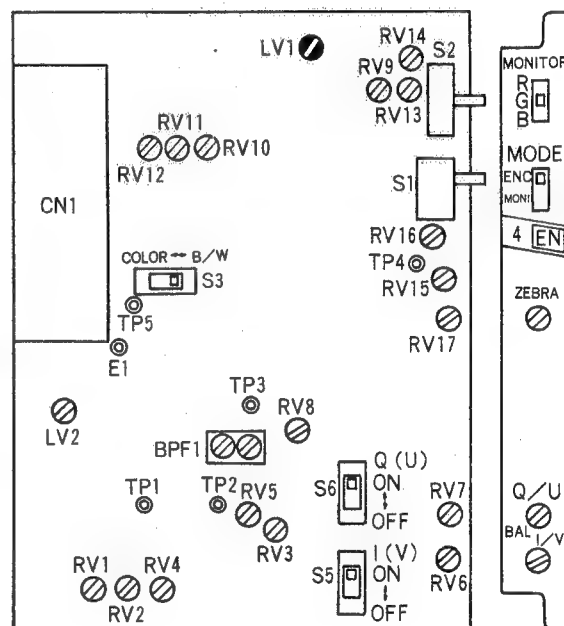 LV1
RV14
S2
RV9
RV13
MONITOR
R
G
B
RV11
RV12
RV10
MODE
ENC
MONI
S1
CN1
RV16
4 EN
COLOR ↔ B/W
S3
TP4
RV15
TP5
ZEBRA
RV17
E1
TP3
RV8
LV2
BPF1
Q (U)
S6
ON
↕
OFF
TP1
TP2
RV5
RV3
RV7
Q/U
BAL
I/V
I (V)
S5
ON
↕
OFF
RV6
RV1
RV4
RV2